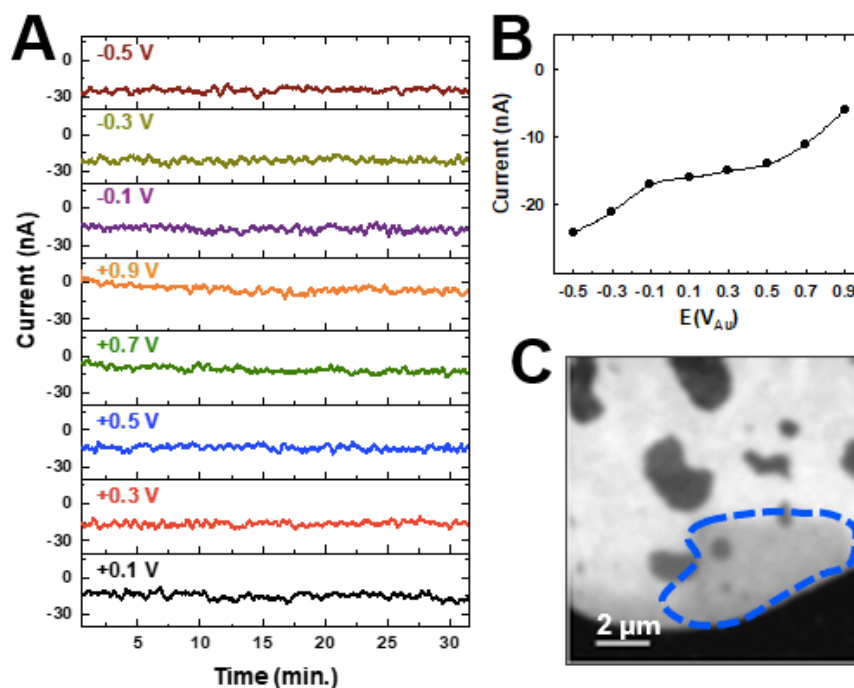 A
-0.5 V
0
-30
-0.3 V
0
-30
-0.1 V
0
-30
+0.9 V
0
-30
+0.7 V
0
-30
+0.5 V
0
-30
+0.3 V
0
-30
+0.1 V
0
-30
5 10 15 20 25 30
Current (nA)
Time (min.)
B
0
-10
-20
Current (nA)
-0.5 -0.3 -0.1 0.1 0.3 0.5 0.7 0.9
E(V_Au)
C
2 μm